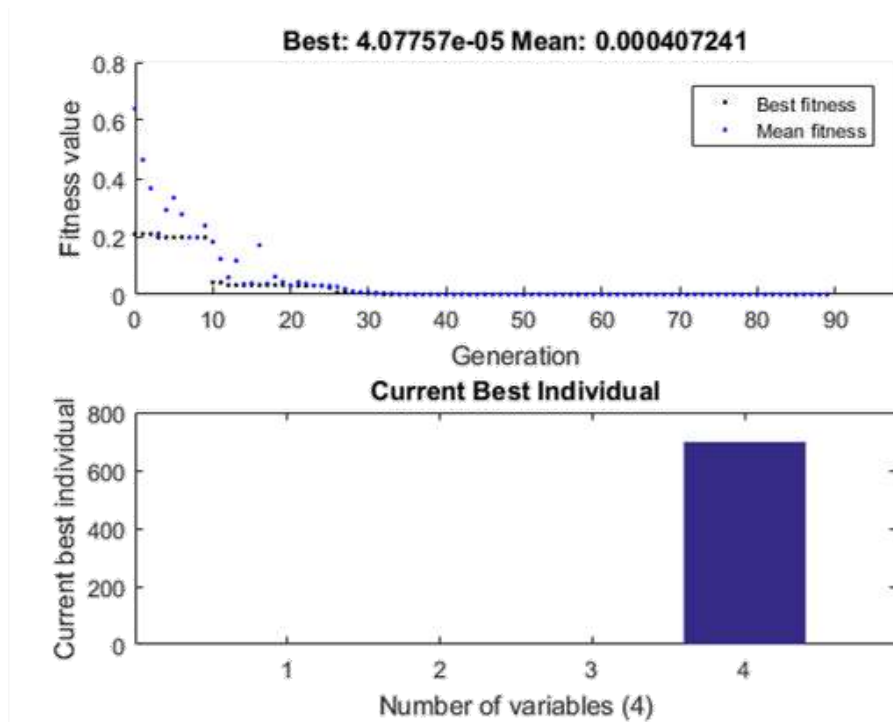 Best: 4.07757e-05 Mean: 0.000407241
0.8
0.6
0.4
0.2
0
Fitness value
Best fitness
Mean fitness
0 10 20 30 40 50 60 70 80 90
Generation
Current Best Individual
800
600
400
200
0
Current best individual
1 2 3 4
Number of variables (4)